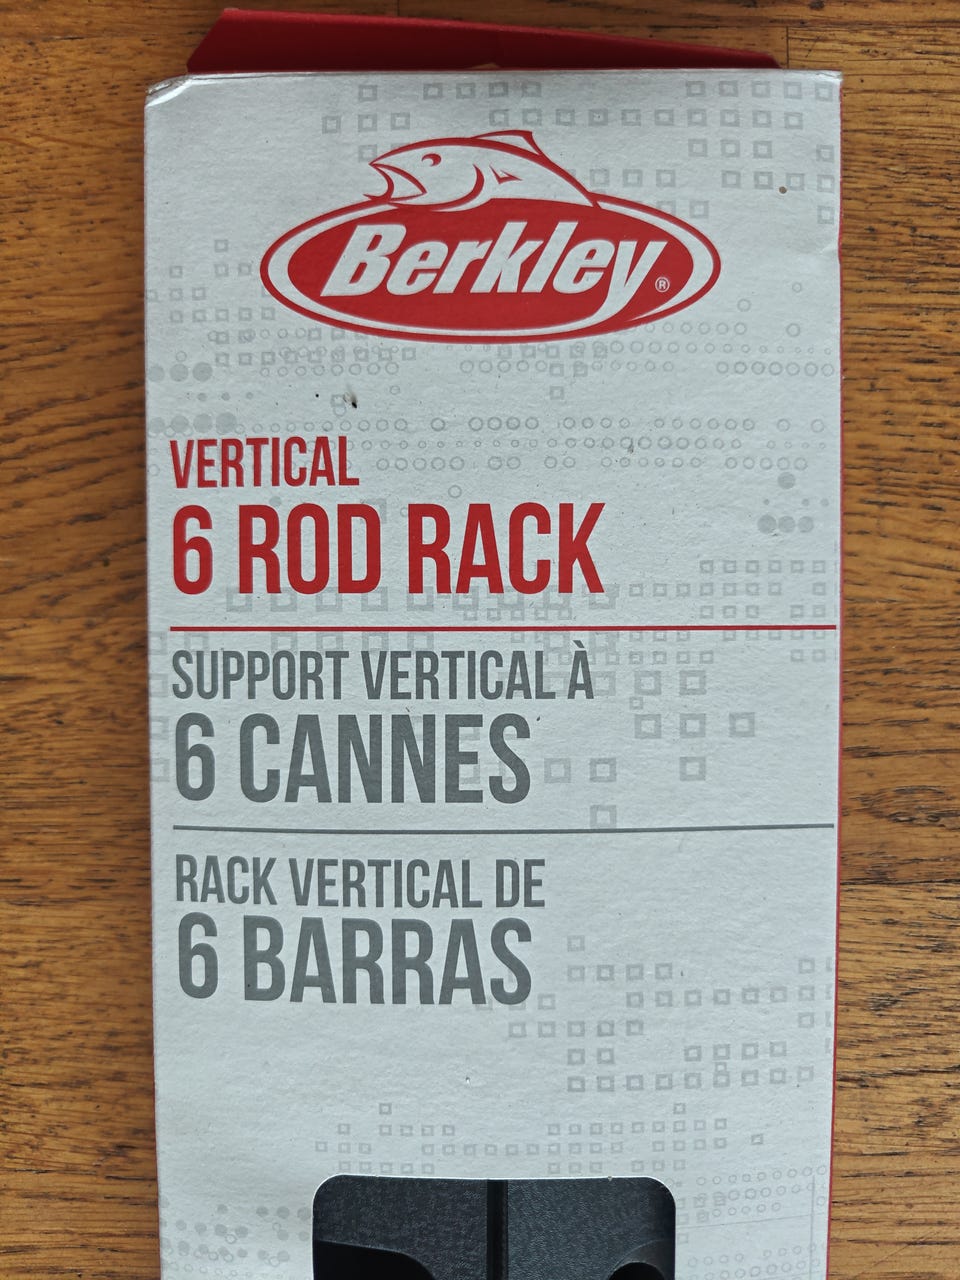 Berkley®
VERTICAL
6 ROD RACK
SUPPORT VERTICAL À
6 CANNES
RACK VERTICAL DE
6 BARRAS